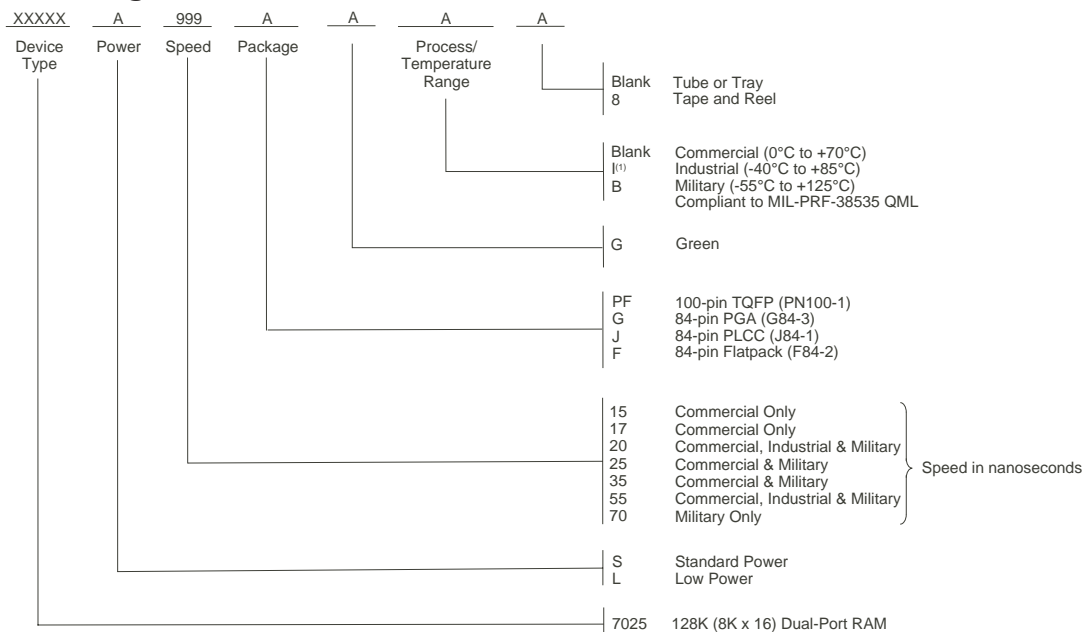 XXXXX A 999 A A A A
Device Type Power Speed Package Process/ Temperature Range
Blank Tube or Tray
8 Tape and Reel
Blank Commercial (0°C to +70°C)
I(1) Industrial (-40°C to +85°C)
B Military (-55°C to +125°C)
Compliant to MIL-PRF-38535 QML
G Green
PF 100-pin TQFP (PN100-1)
G 84-pin PGA (G84-3)
J 84-pin PLCC (J84-1)
F 84-pin Flatpack (F84-2)
15 Commercial Only
17 Commercial Only
20 Commercial, Industrial & Military
25 Commercial & Military
35 Commercial & Military
55 Commercial, Industrial & Military
70 Military Only
Speed in nanoseconds
S Standard Power
L Low Power
7025 128K (8K x 16) Dual-Port RAM